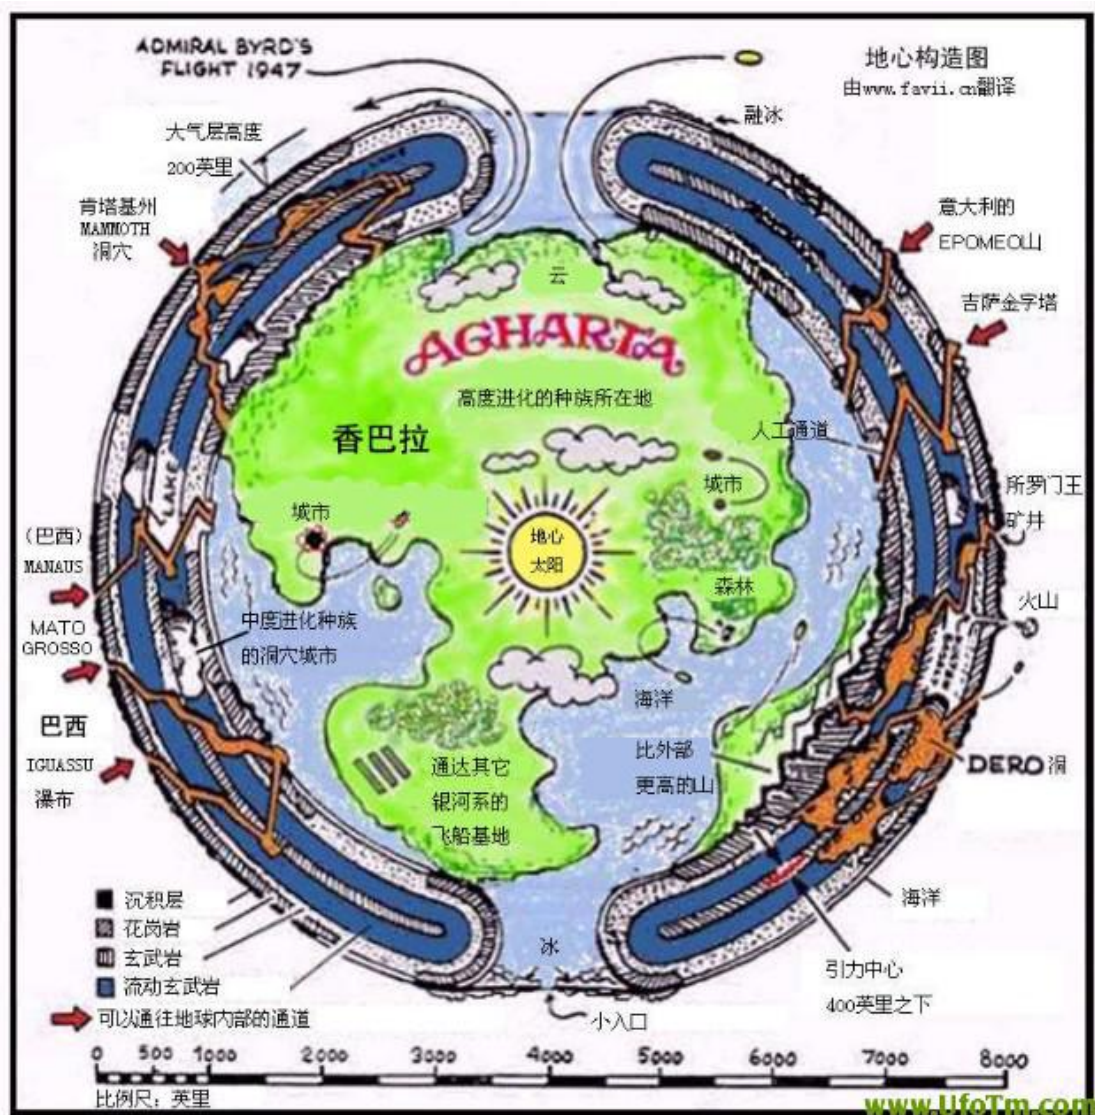 ADMIRAL BYRD'S
FLIGHT 1947
地心构造图
由www.favii.cn翻译
融冰
大气层高度
200英里
肯塔基州
MAMMOTH
洞穴
意大利的
EPOMEO山
吉萨金字塔
云
AGHARTA
高度进化的种族所在地
香巴拉
人工通道
LAKE
城市
城市
所罗门王
矿井
地心
太阳
(巴西)
MANAUS
森林
火山
MATO
GROSSO
中度进化种族
的洞穴城市
海洋
巴西
IGUASSU
瀑布
比外部
更高的山
DERO洞
通达其它
银河系的
飞船基地
沉积层
花岗岩
玄武岩
流动玄武岩
可以通往地球内部的通道
海洋
冰
引力中心
400英里之下
小入口
0 500 1000 2000 3000 4000 5000 6000 7000 8000
比例尺：英里
www.UfoTm.com